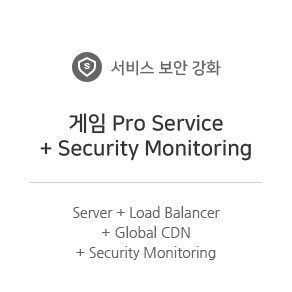 서비스 보안 강화
게임 Pro Service
+ Security Monitoring
Server + Load Balancer
+ Global CDN
+ Security Monitoring